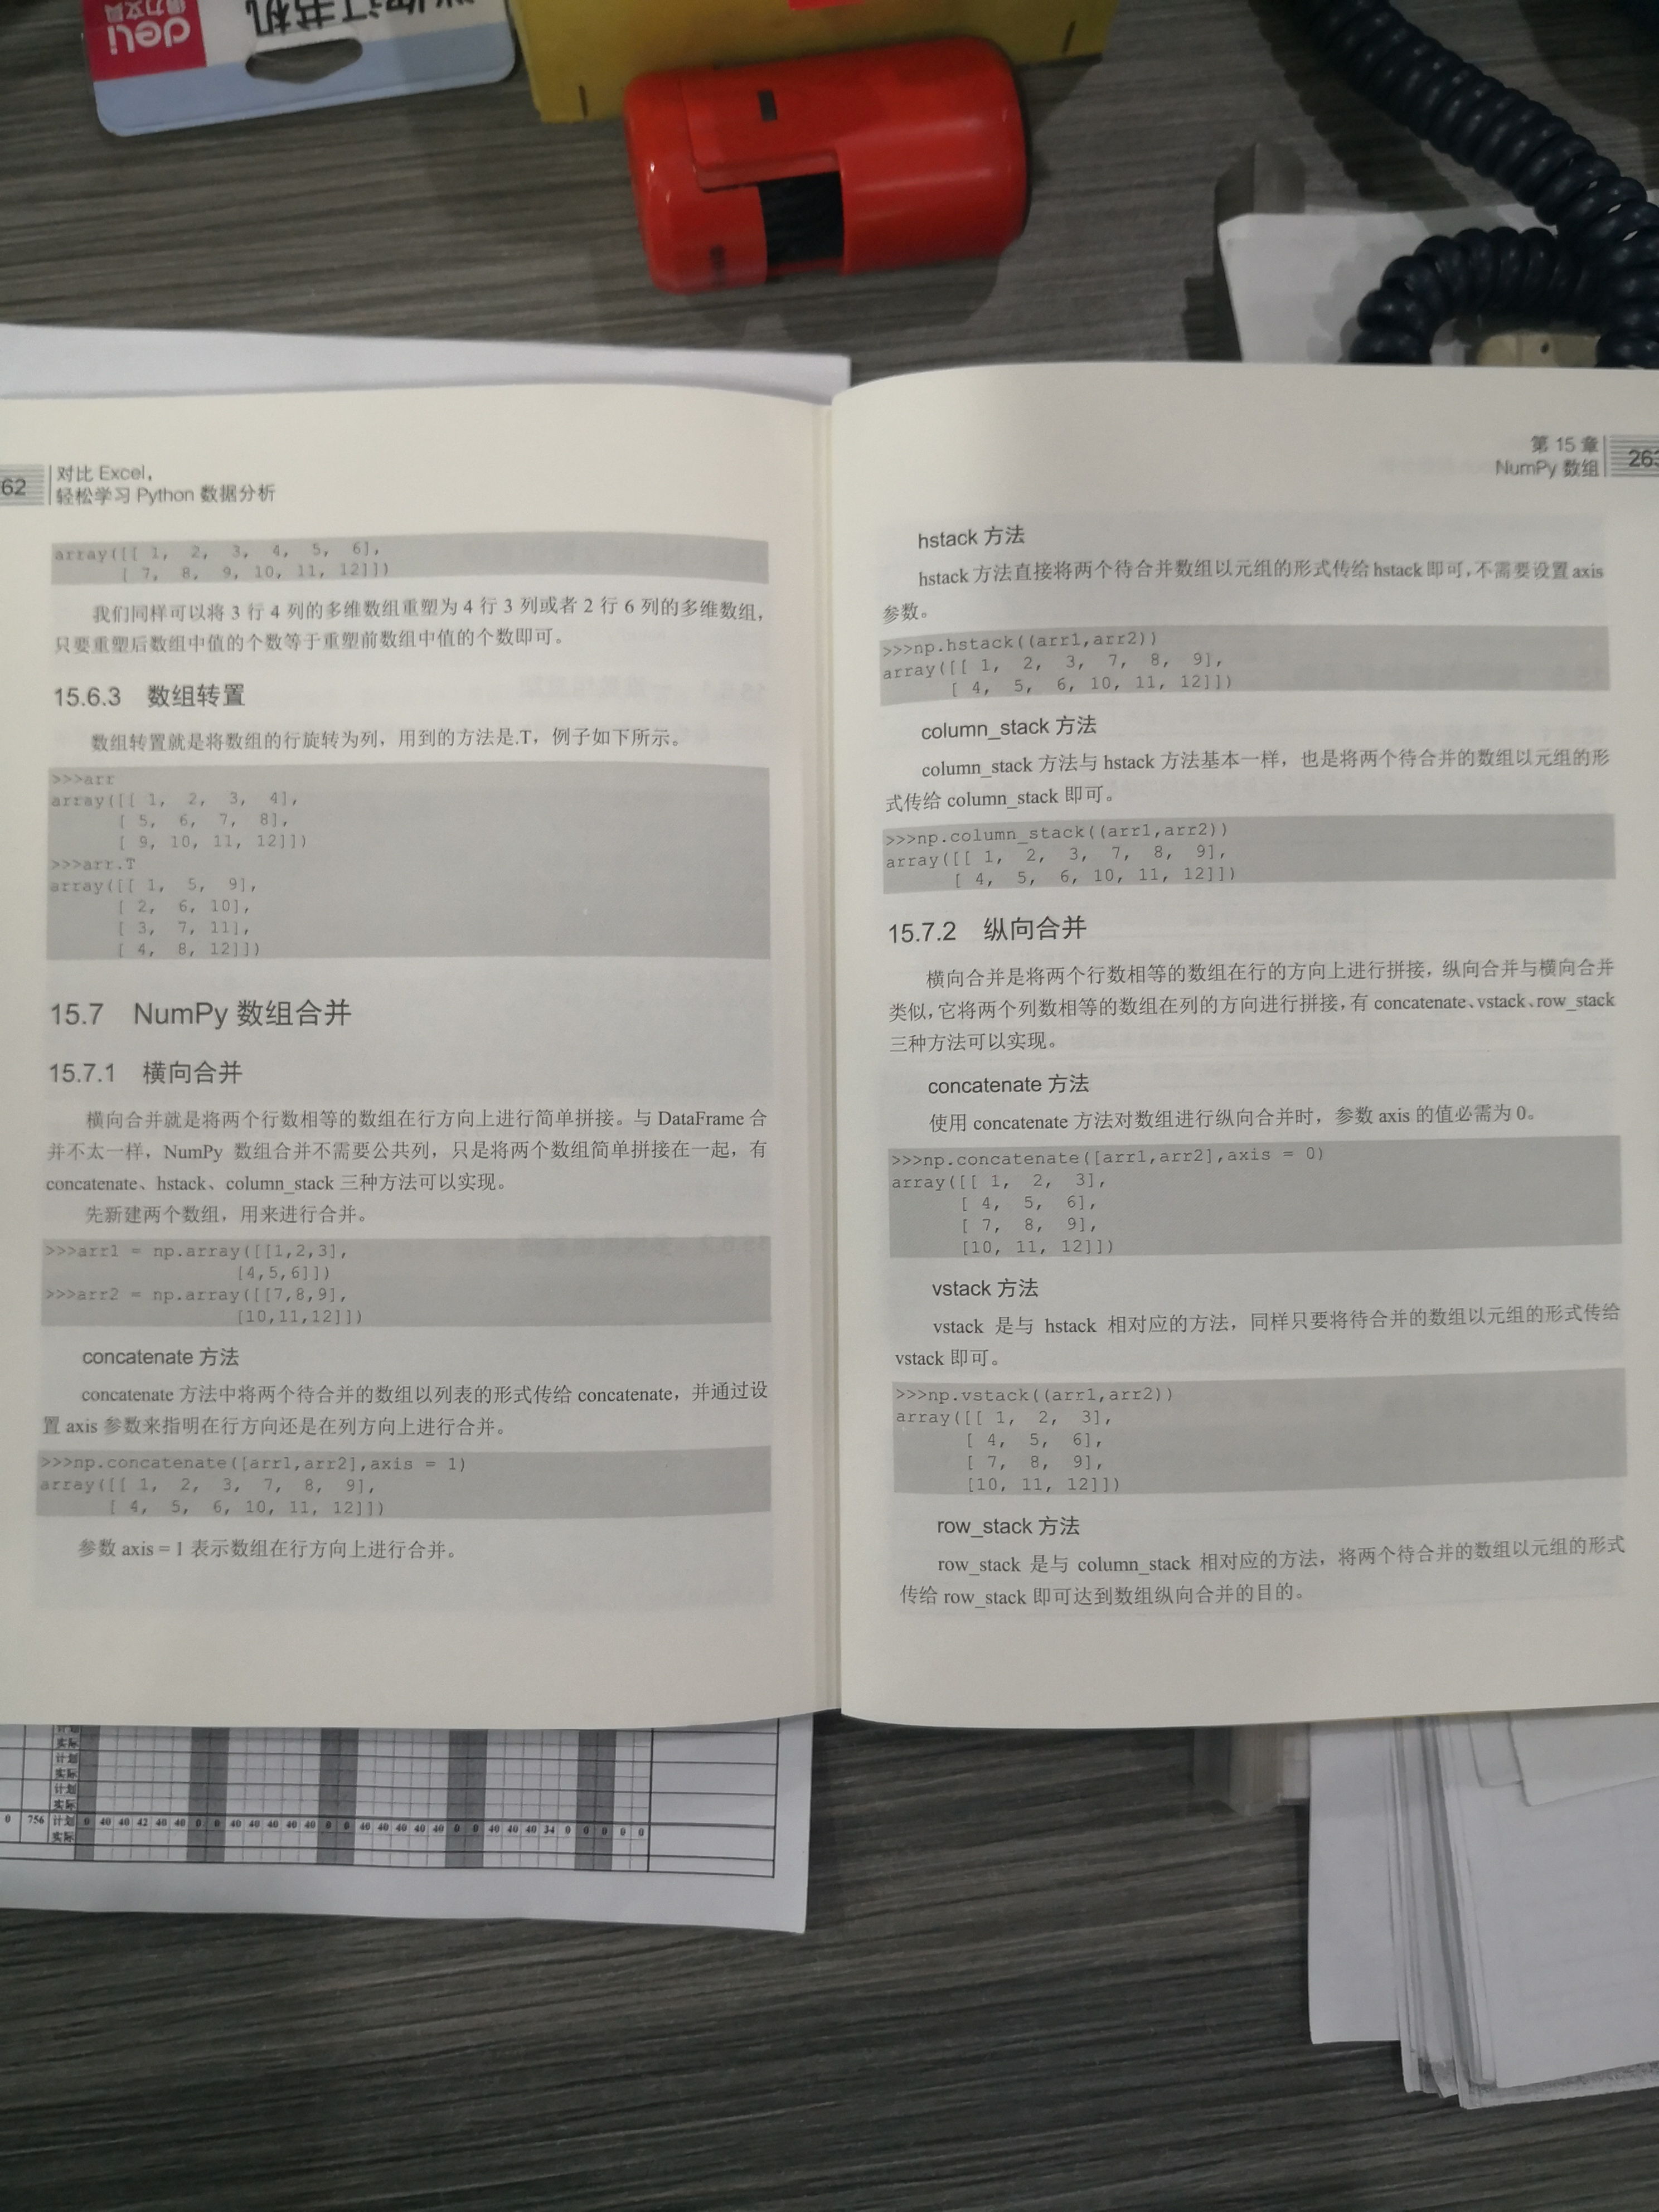 deli
得力文具
订书机
62
对比 Excel,
轻松学习 Python 数据分析
array([[ 1, 2, 3, 4, 5, 6],
[ 7, 8, 9, 10, 11, 12]])
我们同样可以将 3 行 4 列的多维数组重塑为 4 行 3 列或者 2 行 6 列的多维数组，
只要重塑后数组中值的个数等于重塑前数组中值的个数即可。
15.6.3 数组转置
数组转置就是将数组的行旋转为列，用到的方法是.T，例子如下所示。
>>>arr
array([[ 1, 2, 3, 4],
[ 5, 6, 7, 8],
[ 9, 10, 11, 12]])
>>>arr.T
array([[ 1, 5, 9],
[ 2, 6, 10],
[ 3, 7, 11],
[ 4, 8, 12]])
15.7 NumPy 数组合并
15.7.1 横向合并
横向合并就是将两个行数相等的数组在行方向上进行简单拼接。与 DataFrame 合
并不太一样，NumPy 数组合并不需要公共列，只是将两个数组简单拼接在一起，有
concatenate、hstack、column_stack 三种方法可以实现。
先新建两个数组，用来进行合并。
>>>arr1 = np.array([[1,2,3],
[4,5,6]])
>>>arr2 = np.array([[7,8,9],
[10,11,12]])
concatenate 方法
concatenate 方法中将两个待合并的数组以列表的形式传给 concatenate，并通过设
置 axis 参数来指明在行方向还是在列方向上进行合并。
>>>np.concatenate([arr1,arr2],axis = 1)
array([[ 1, 2, 3, 7, 8, 9],
[ 4, 5, 6, 10, 11, 12]])
参数 axis = 1 表示数组在行方向上进行合并。
第 15 章
NumPy 数组
263
hstack 方法
hstack 方法直接将两个待合并数组以元组的形式传给 hstack 即可，不需要设置 axis
参数。
>>>np.hstack((arr1,arr2))
array([[ 1, 2, 3, 7, 8, 9],
[ 4, 5, 6, 10, 11, 12]])
column_stack 方法
column_stack 方法与 hstack 方法基本一样，也是将两个待合并的数组以元组的形
式传给 column_stack 即可。
>>>np.column_stack((arr1,arr2))
array([[ 1, 2, 3, 7, 8, 9],
[ 4, 5, 6, 10, 11, 12]])
15.7.2 纵向合并
横向合并是将两个行数相等的数组在行的方向上进行拼接，纵向合并与横向合并
类似，它将两个列数相等的数组在列的方向进行拼接，有 concatenate、vstack、row_stack
三种方法可以实现。
concatenate 方法
使用 concatenate 方法对数组进行纵向合并时，参数 axis 的值必需为 0。
>>>np.concatenate([arr1,arr2],axis = 0)
array([[ 1, 2, 3],
[ 4, 5, 6],
[ 7, 8, 9],
[10, 11, 12]])
vstack 方法
vstack 是与 hstack 相对应的方法，同样只要将待合并的数组以元组的形式传给
vstack 即可。
>>>np.vstack((arr1,arr2))
array([[ 1, 2, 3],
[ 4, 5, 6],
[ 7, 8, 9],
[10, 11, 12]])
row_stack 方法
row_stack 是与 column_stack 相对应的方法，将两个待合并的数组以元组的形式
传给 row_stack 即可达到数组纵向合并的目的。
计划
实际
计划
实际
计划
实际
0 756 计划 0 40 40 42 40 40 0 0 40 40 40 40 40 0 0 40 40 40 40 40 0 0 40 40 40 34 0 0 0 0 0
实际